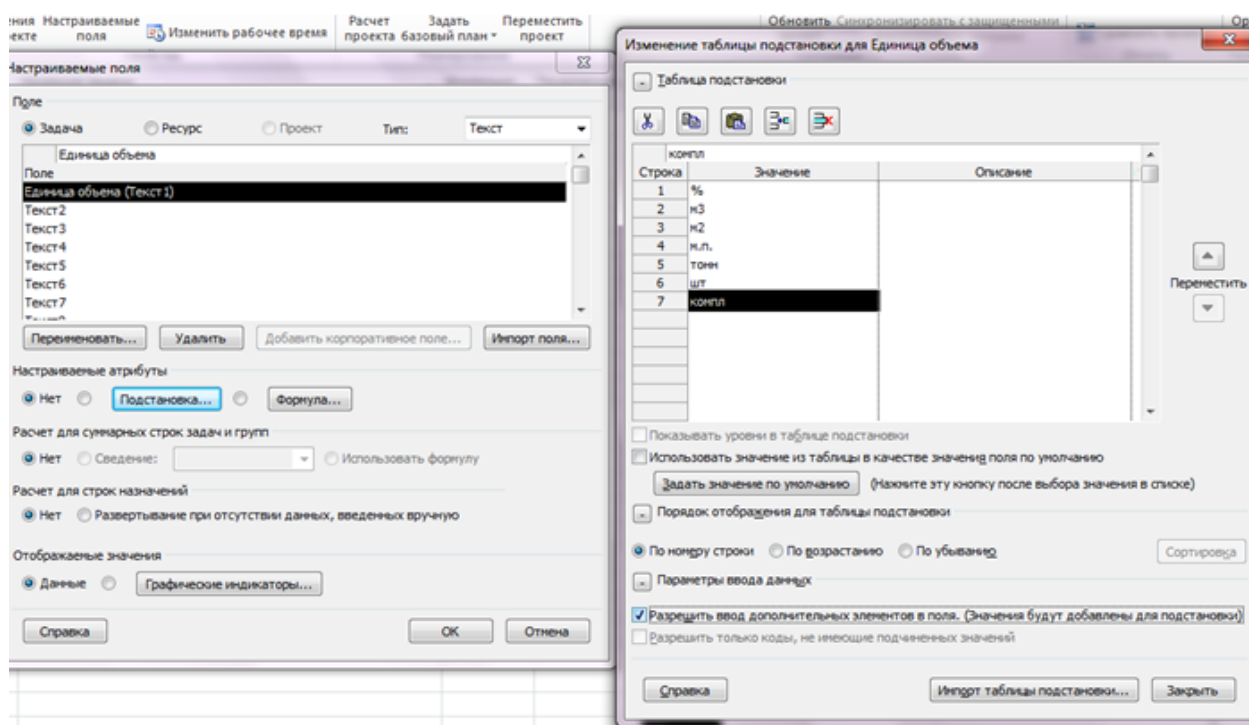 ния Настраиваемые
екте поля
Изменить рабочее время
Расчет Задать Переместить
проекта базовый план проект
Обновить Синхронизировать с защищенными
Настраиваемые поля
Поле
Задача Ресурс Проект Тип: Текст
Единица объема
Поле
Единица объема (Текст1)
Текст2
Текст3
Текст4
Текст5
Текст6
Текст7
Переименовать... Удалить Добавить корпоративное поле... Импорт поля...
Настраиваемые атрибуты
Нет Подстановка... Формула...
Расчет для суммарных строк задач и групп
Нет Сведение: Использовать формулу
Расчет для строк назначений
Нет Развертывание при отсутствии данных, введенных вручную
Отображаемые значения
Данные Графические индикаторы...
Справка OK Отмена
Изменение таблицы подстановки для Единица объема
Таблица подстановки
компл
Строка Значение Описание
1 %
2 м3
3 м2
4 м.п.
5 тонн
6 шт
7 компл
Переместить
Показывать уровни в таблице подстановки
Использовать значение из таблицы в качестве значения поля по умолчанию
Задать значение по умолчанию (Нажмите эту кнопку после выбора значения в списке)
Порядок отображения для таблицы подстановки
По номеру строки По возрастанию По убыванию Сортировка
Параметры ввода данных
Разрешить ввод дополнительных элементов в поля. (Значения будут добавлены для подстановки)
Разрешить только коды, не имеющие подчиненных значений
Справка Импорт таблицы подстановки... Закрыть